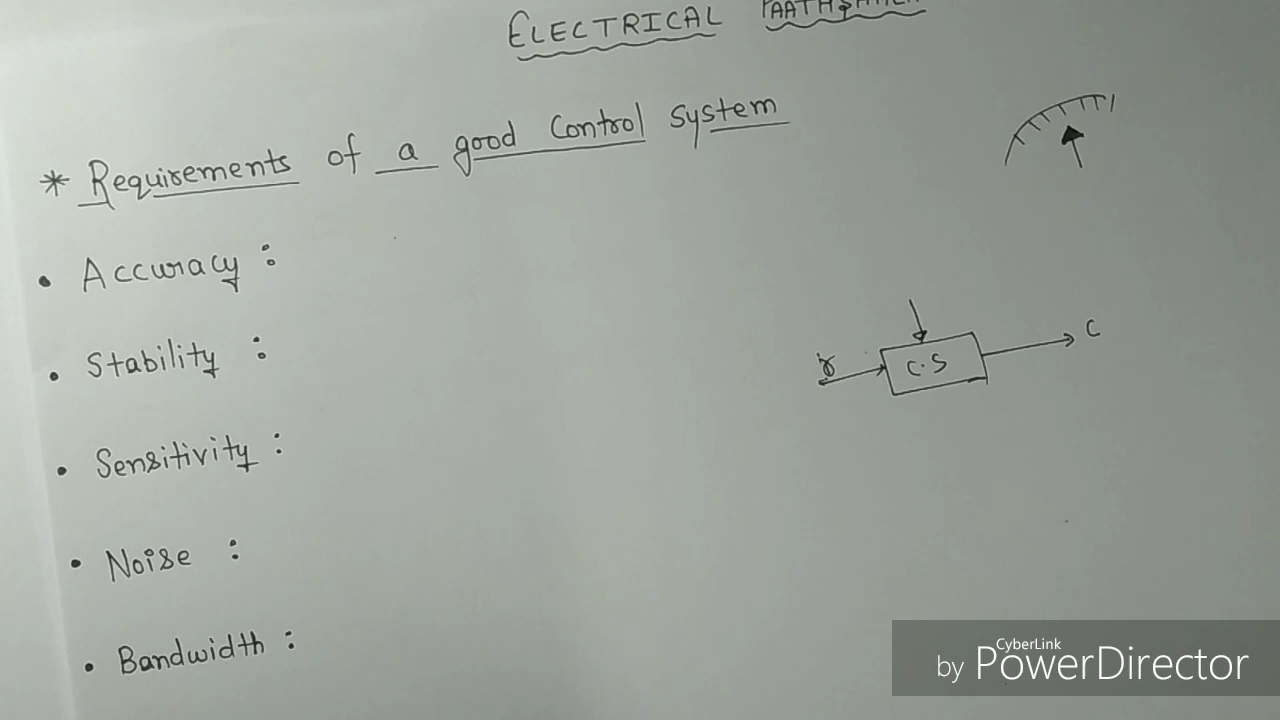 ELECTRICAL
* Requirements of a good Control system
• Accuracy :
• Stability :
r
C.S
C
• Sensitivity :
• Noise :
• Bandwidth :
CyberLink
by PowerDirector